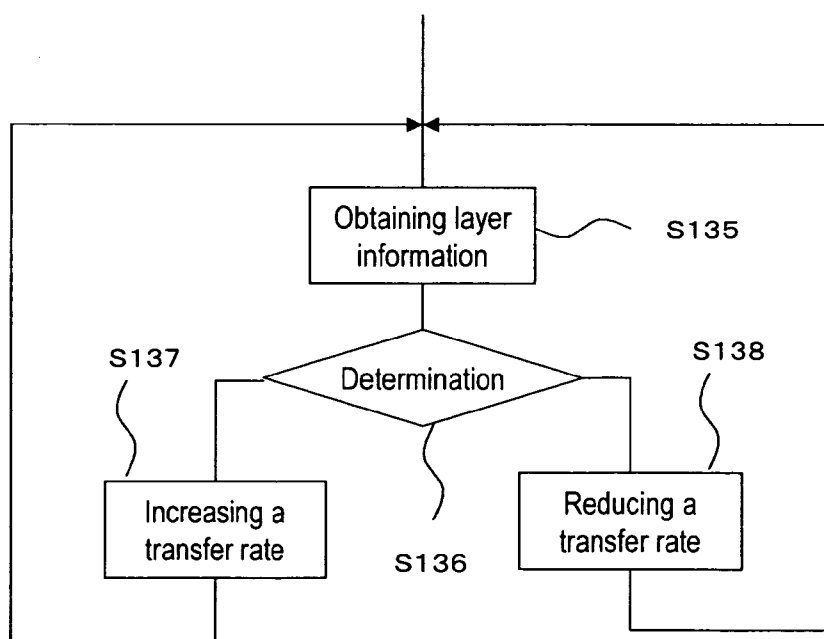 Obtaining layer
information
S135
S137
Determination
S138
Increasing a
transfer rate
S136
Reducing a
transfer rate